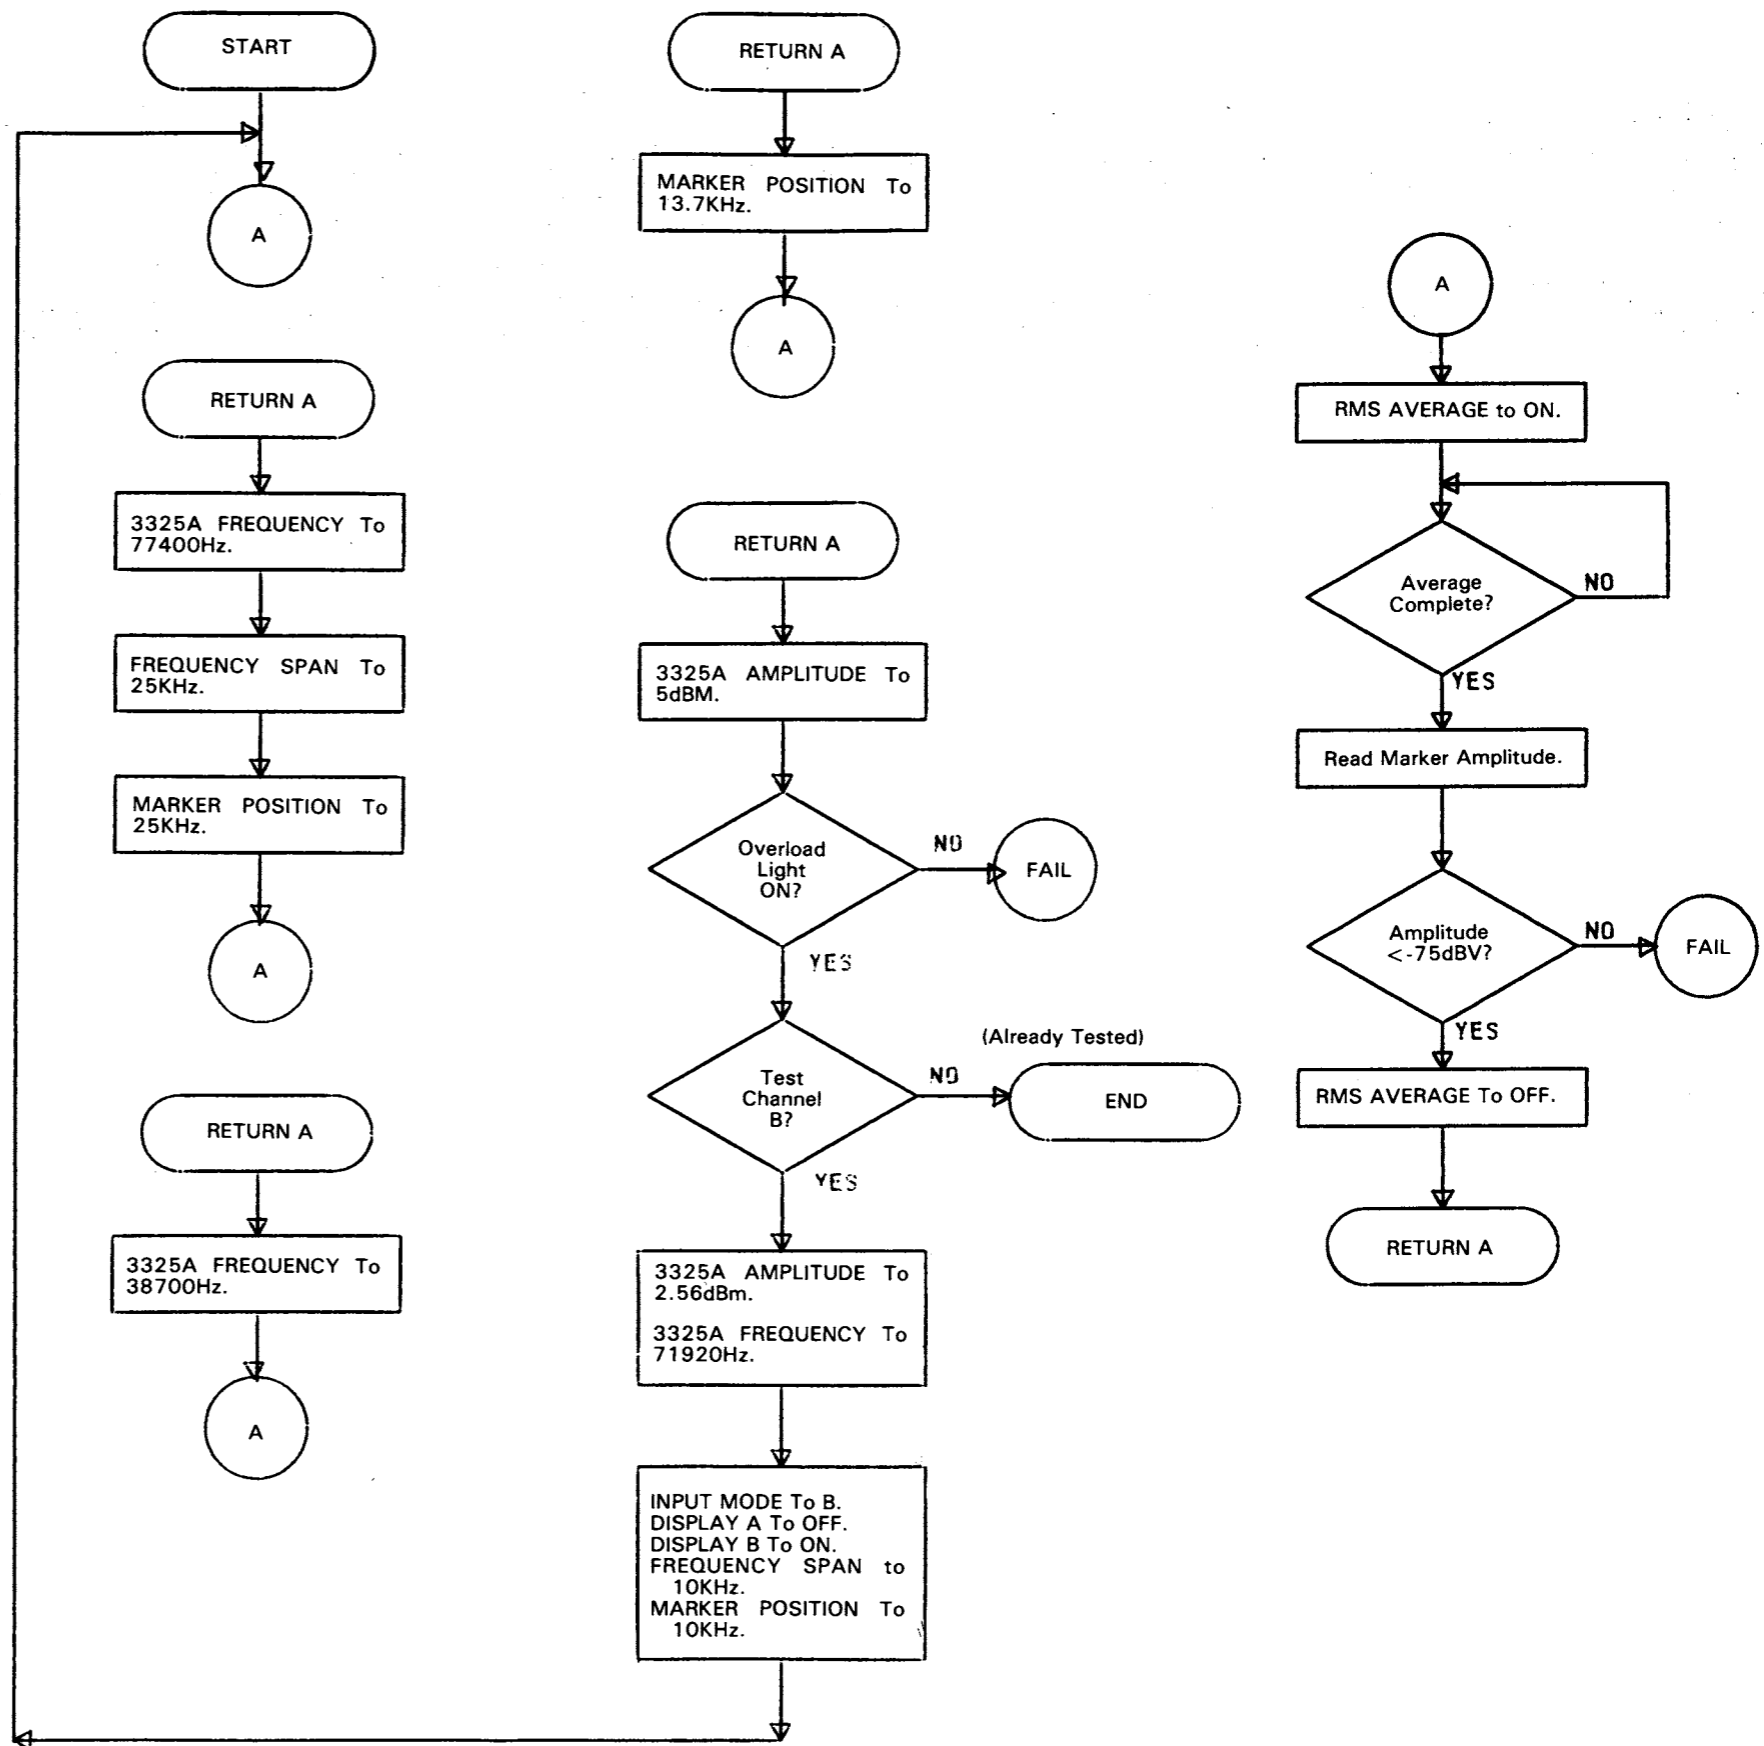 START
A
RETURN A
3325A FREQUENCY To
77400Hz.
FREQUENCY SPAN To
25KHz.
MARKER POSITION To
25KHz.
A
RETURN A
3325A FREQUENCY To
38700Hz.
A
RETURN A
MARKER POSITION To
13.7KHz.
A
RETURN A
3325A AMPLITUDE To
5dBM.
Overload
Light
ON?
NO
FAIL
YES
Test
Channel
B?
NO
(Already Tested)
END
YES
3325A AMPLITUDE To
2.56dBm.
3325A FREQUENCY To
71920Hz.
INPUT MODE To B.
DISPLAY A To OFF.
DISPLAY B To ON.
FREQUENCY SPAN to
10KHz.
MARKER POSITION To
10KHz.
A
RMS AVERAGE to ON.
Average
Complete?
NO
YES
Read Marker Amplitude.
Amplitude
<-75dBV?
NO
FAIL
YES
RMS AVERAGE To OFF.
RETURN A